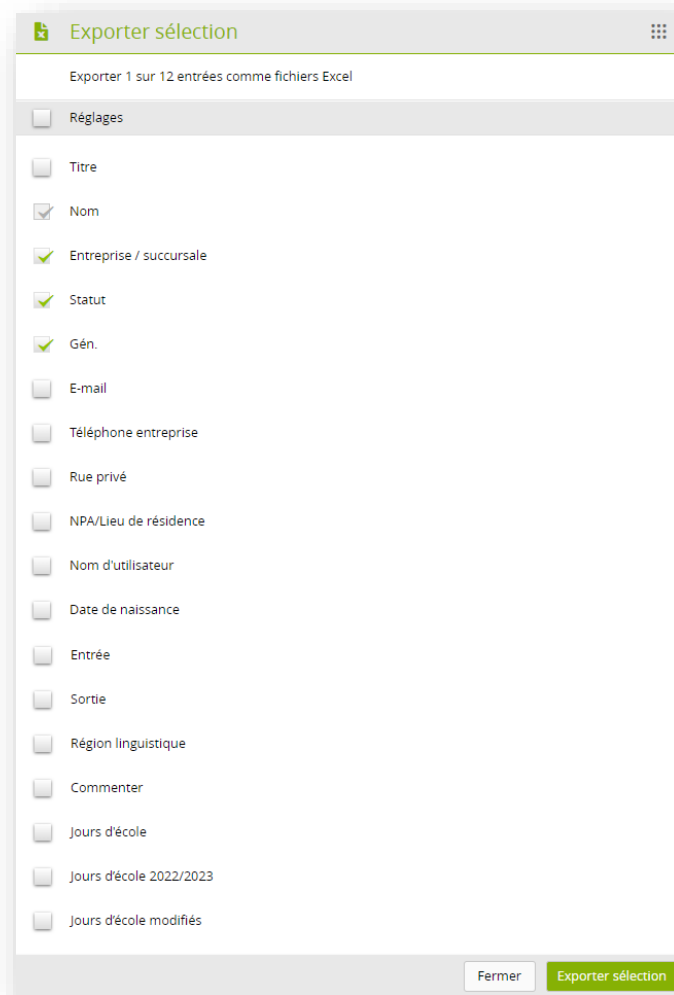 Exporter sélection
Exporter 1 sur 12 entrées comme fichiers Excel
Réglages
Titre
Nom
Entreprise / succursale
Statut
Gén.
E-mail
Téléphone entreprise
Rue privé
NPA/Lieu de résidence
Nom d'utilisateur
Date de naissance
Entrée
Sortie
Région linguistique
Commenter
Jours d'école
Jours d'école 2022/2023
Jours d'école modifiés
Fermer
Exporter sélection